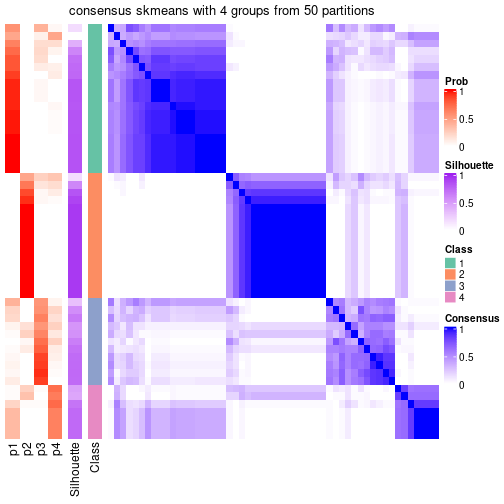 consensus skmeans with 4 groups from 50 partitions
Prob
1
0.5
0
Silhouette
1
0.5
0
Class
1
2
3
4
Consensus
1
0.5
0
p1
p2
p3
p4
Silhouette
Class